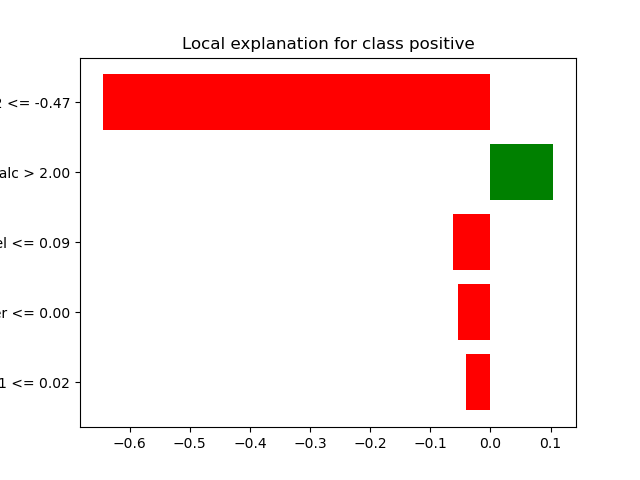 Local explanation for class positive
2 <= -0.47
alc > 2.00
el <= 0.09
er <= 0.00
1 <= 0.02
−0.6 −0.5 −0.4 −0.3 −0.2 −0.1 0.0 0.1